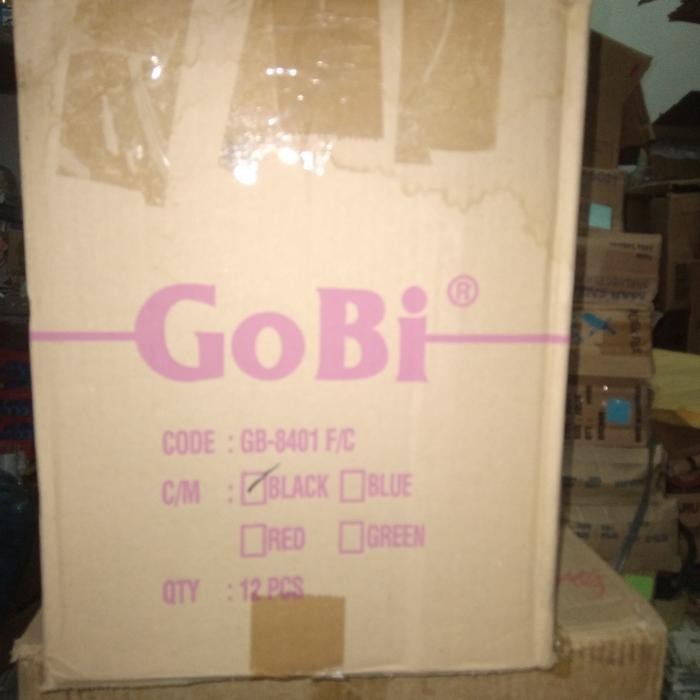 GoBi®
CODE : GB-8401 F/C
C/M : BLACK BLUE
RED GREEN
QTY : 12 PCS